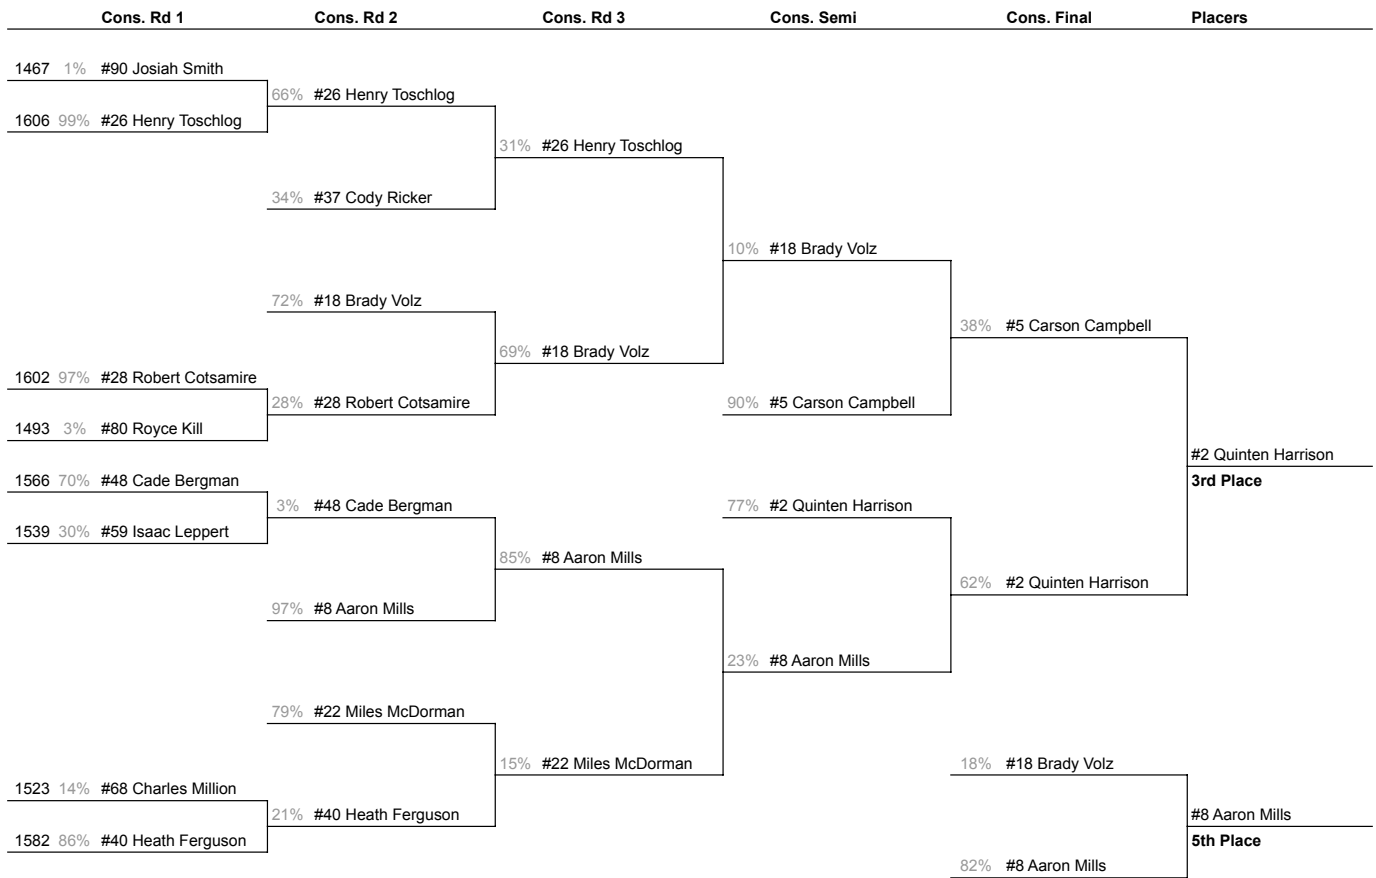 Cons. Rd 1 Cons. Rd 2 Cons. Rd 3 Cons. Semi Cons. Final Placers
1467 1% #90 Josiah Smith
66% #26 Henry Toschlog
1606 99% #26 Henry Toschlog
31% #26 Henry Toschlog
34% #37 Cody Ricker
10% #18 Brady Volz
72% #18 Brady Volz
38% #5 Carson Campbell
69% #18 Brady Volz
1602 97% #28 Robert Cotsamire
28% #28 Robert Cotsamire
90% #5 Carson Campbell
1493 3% #80 Royce Kill
#2 Quinten Harrison
1566 70% #48 Cade Bergman
3rd Place
3% #48 Cade Bergman
77% #2 Quinten Harrison
1539 30% #59 Isaac Leppert
85% #8 Aaron Mills
62% #2 Quinten Harrison
97% #8 Aaron Mills
23% #8 Aaron Mills
79% #22 Miles McDorman
15% #22 Miles McDorman
18% #18 Brady Volz
1523 14% #68 Charles Million
21% #40 Heath Ferguson
#8 Aaron Mills
1582 86% #40 Heath Ferguson
5th Place
82% #8 Aaron Mills